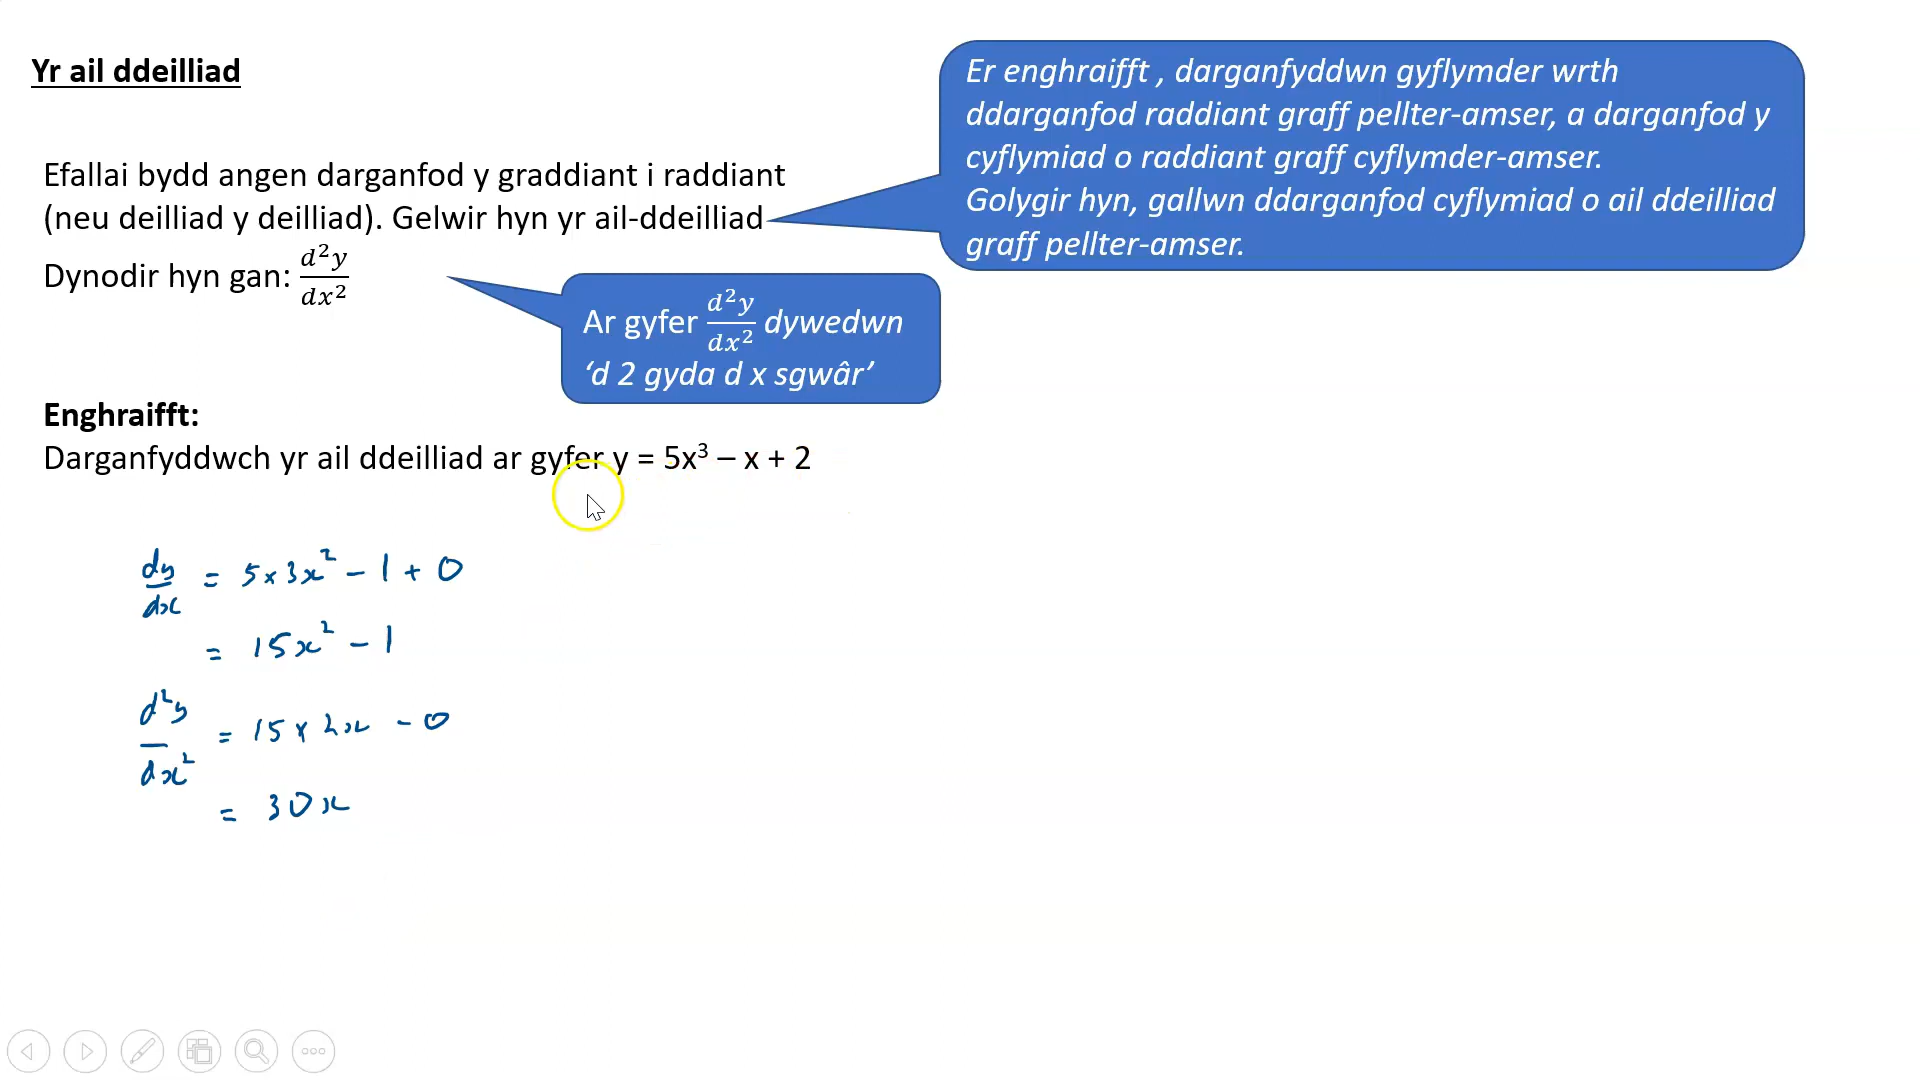 Yr ail ddeilliad
Er enghraifft , darganfyddwn gyflymder wrth
ddarganfod raddiant graff pellter-amser, a darganfod y
cyflymiad o raddiant graff cyflymder-amser.
Golygir hyn, gallwn ddarganfod cyflymiad o ail ddeilliad
graff pellter-amser.
Efallai bydd angen darganfod y graddiant i raddiant
(neu deilliad y deilliad). Gelwir hyn yr ail-ddeilliad
Dynodir hyn gan: d²y/dx²
Ar gyfer d²y/dx² dywedwn
‘d 2 gyda d x sgwâr’
Enghraifft:
Darganfyddwch yr ail ddeilliad ar gyfer y = 5x³ – x + 2
dy/dx = 5 × 3x² - 1 + 0
= 15x² - 1
d²y/dx² = 15 × 2x - 0
= 30x